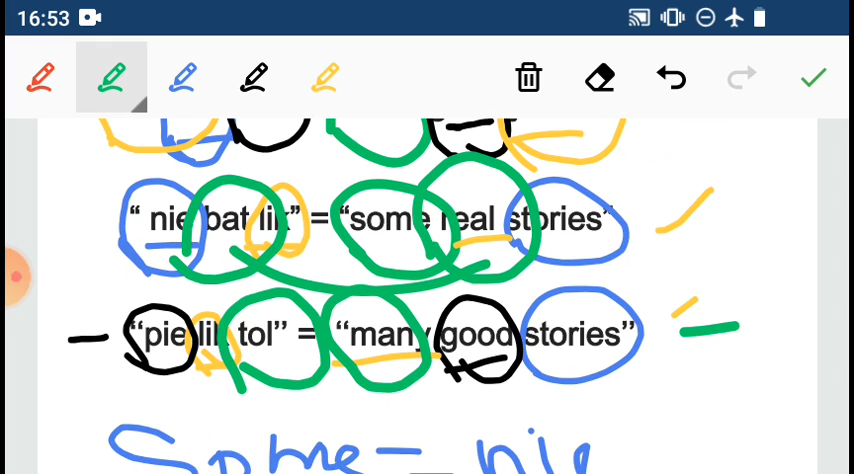 16:53
“ nie bat lik” = “some real stories”
“pie lik tol’’ = ‘‘many good stories’’
Some = nie